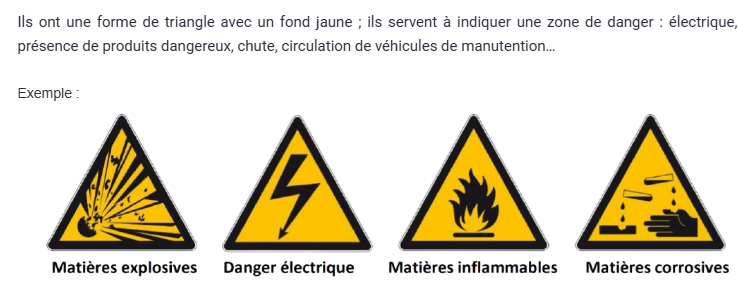 Ils ont une forme de triangle avec un fond jaune ; ils servent à indiquer une zone de danger : électrique,
présence de produits dangereux, chute, circulation de véhicules de manutention...
Exemple :
Matières explosives Danger électrique Matières inflammables Matières corrosives